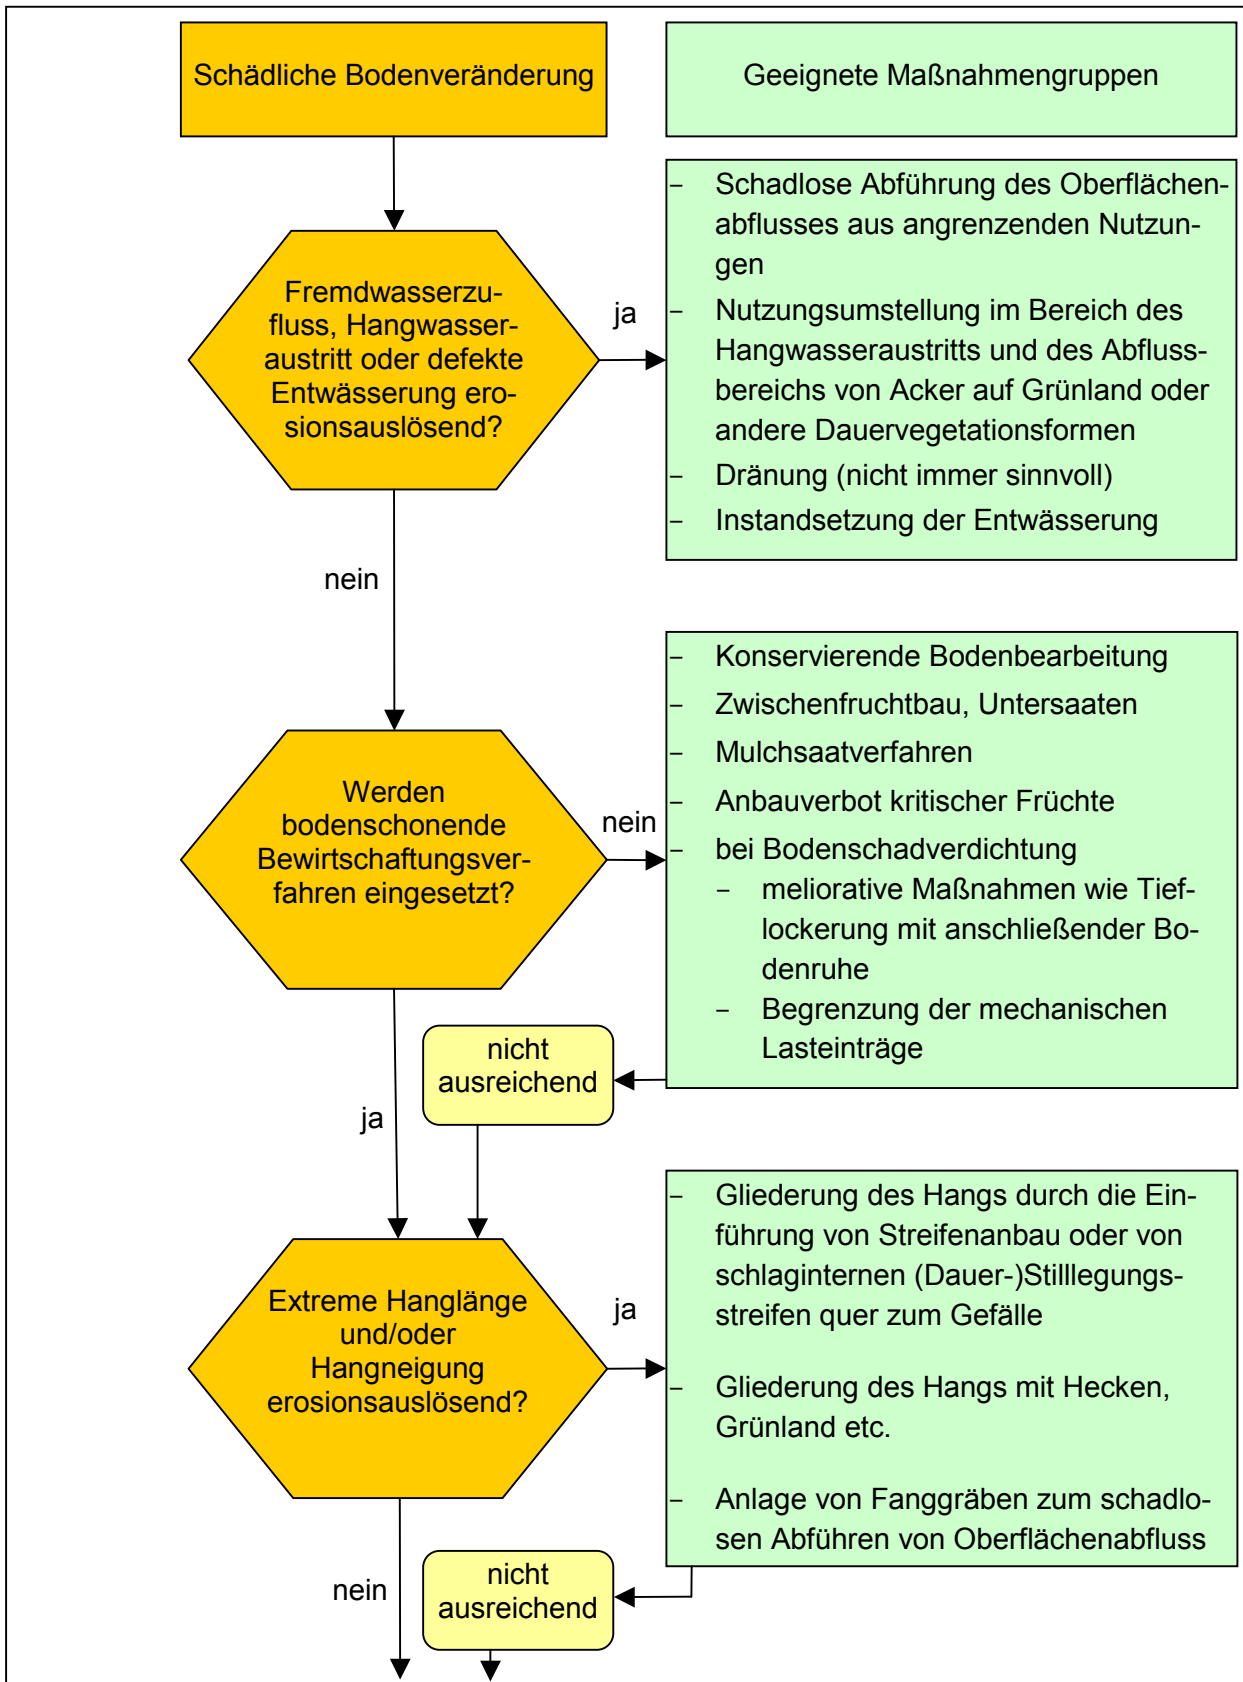 Schädliche Bodenveränderung
Geeignete Maßnahmengruppen
Fremdwasserzu-
fluss, Hangwasser-
austritt oder defekte
Entwässerung ero-
sionsauslösend?
ja
– Schadlose Abführung des Oberflächen-
abflusses aus angrenzenden Nutzun-
gen
– Nutzungsumstellung im Bereich des
Hangwasseraustritts und des Abfluss-
bereichs von Acker auf Grünland oder
andere Dauervegetationsformen
– Dränung (nicht immer sinnvoll)
– Instandsetzung der Entwässerung
nein
Werden
bodenschonende
Bewirtschaftungsver-
fahren eingesetzt?
nein
– Konservierende Bodenbearbeitung
– Zwischenfruchtbau, Untersaaten
– Mulchsaatverfahren
– Anbauverbot kritischer Früchte
– bei Bodenschadverdichtung
– meliorative Maßnahmen wie Tief-
lockerung mit anschließender Bo-
denruhe
– Begrenzung der mechanischen
Lasteinträge
nicht
ausreichend
ja
Extreme Hanglänge
und/oder
Hangneigung
erosionsauslösend?
ja
– Gliederung des Hangs durch die Ein-
führung von Streifenanbau oder von
schlaginternen (Dauer-)Stilllegungs-
streifen quer zum Gefälle
– Gliederung des Hangs mit Hecken,
Grünland etc.
– Anlage von Fanggräben zum schadlo-
sen Abführen von Oberflächenabfluss
nein
nicht
ausreichend